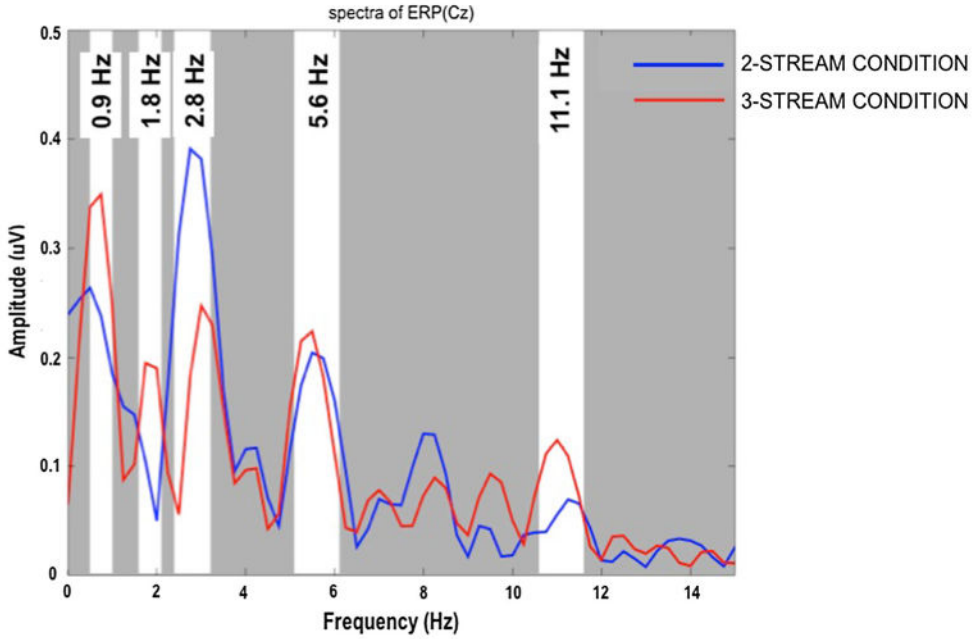 spectra of ERP(Cz)
0.5
0.4
0.3
0.2
0.1
0
Amplitude (uV)
0.9 Hz
1.8 Hz
2.8 Hz
5.6 Hz
11.1 Hz
2-STREAM CONDITION
3-STREAM CONDITION
0 2 4 6 8 10 12 14
Frequency (Hz)